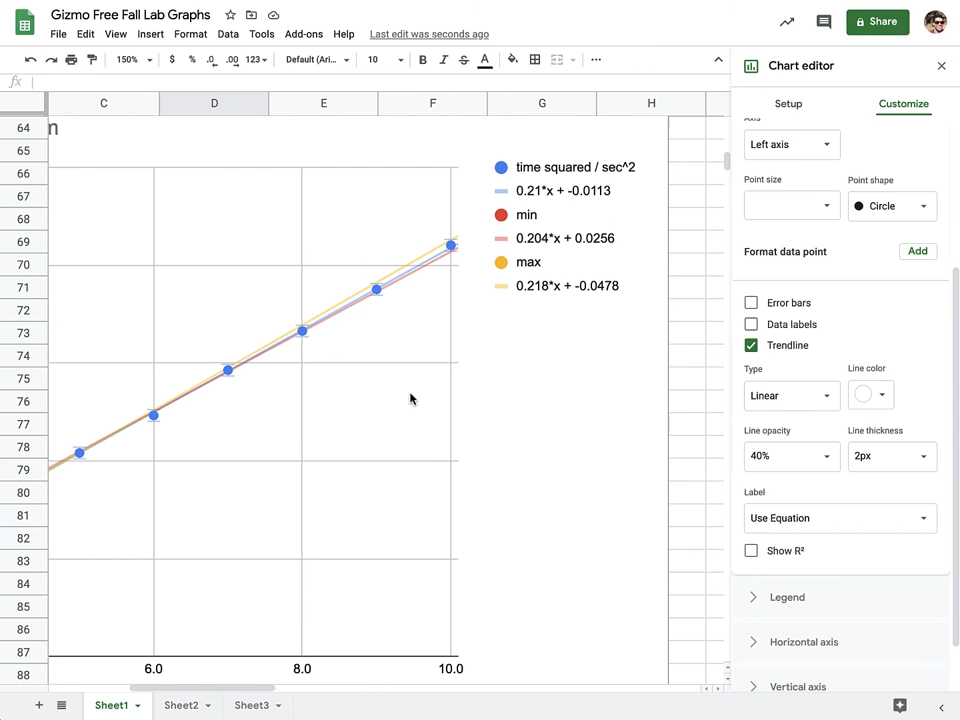 Gizmo Free Fall Lab Graphs
File Edit View Insert Format Data Tools Add-ons Help Last edit was seconds ago
Share
150% $ % .0 .00 123 Default (Ari... 10 B I S A
fx
Chart editor
Setup Customize
C D E F G H
Axis
Left axis
Point size Point shape
Circle
Format data point Add
Error bars
Data labels
Trendline
Type Line color
Linear
Line opacity Line thickness
40% 2px
Label
Use Equation
Show R²
Legend
Horizontal axis
Vertical axis
64
65
66
67
68
69
70
71
72
73
74
75
76
77
78
79
80
81
82
83
84
85
86
87
88
time squared / sec^2
0.21*x + -0.0113
min
0.204*x + 0.0256
max
0.218*x + -0.0478
6.0 8.0 10.0
Sheet1 Sheet2 Sheet3